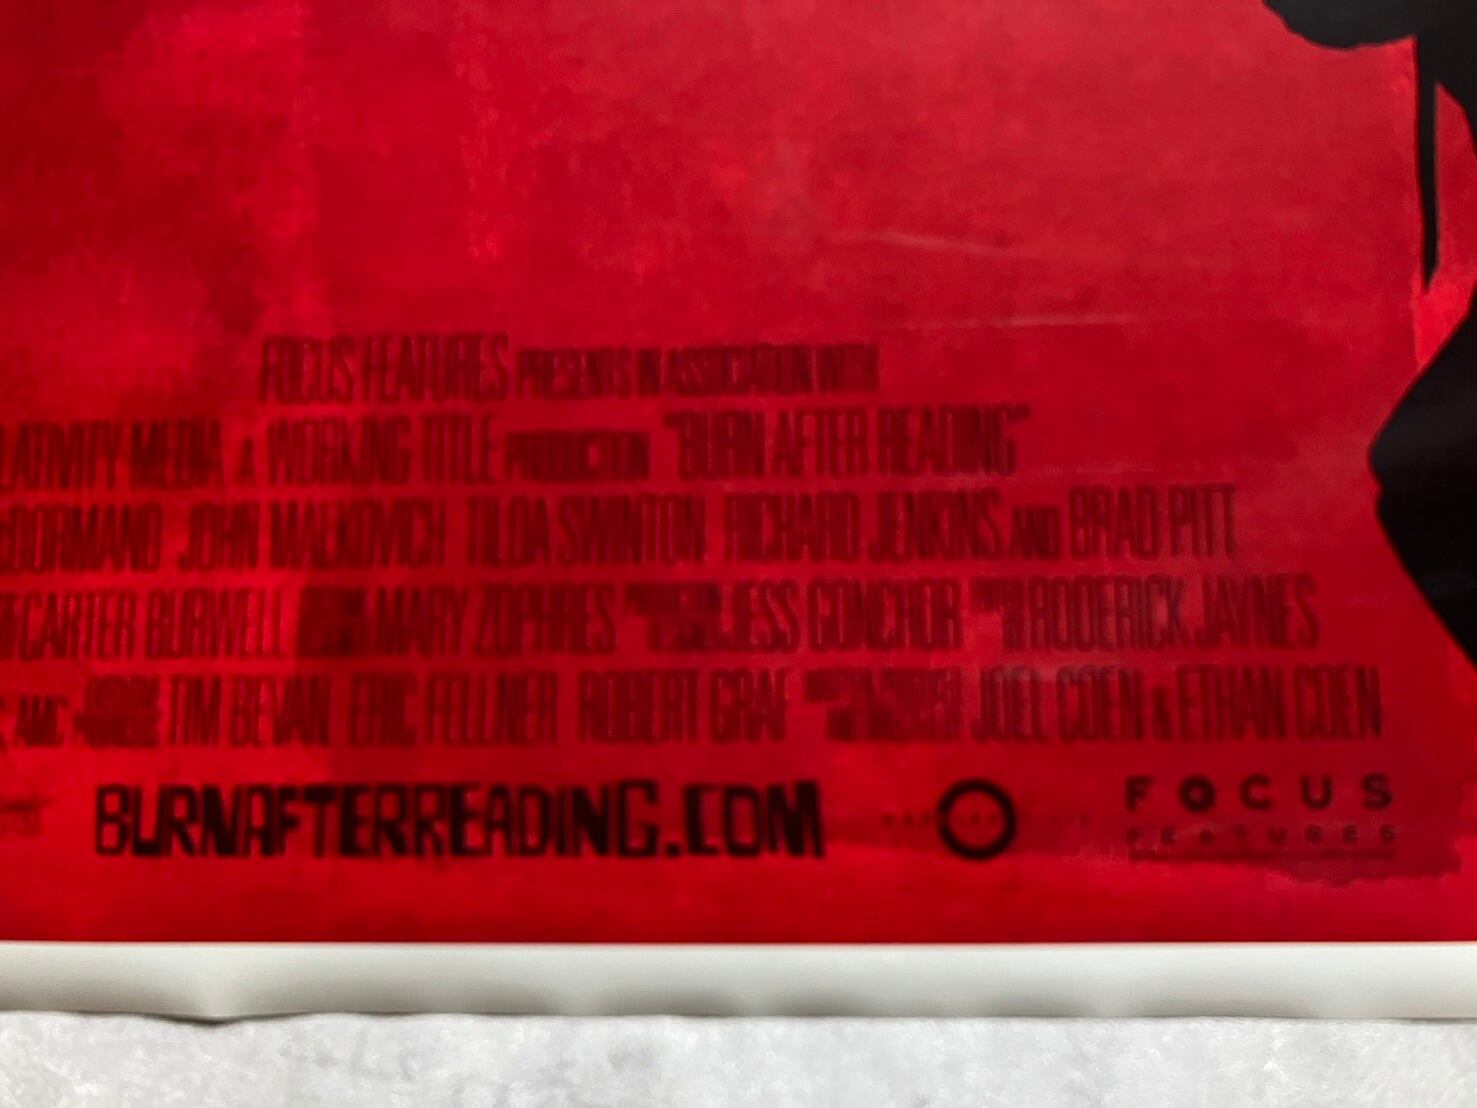 FOCUS FEATURES PRESENTS IN ASSOCIATION WITH
LATIVITY MEDIA A WORKING TITLE PRODUCTION "BURN AFTER READING"
CDORMAND JOHN MALKOVICH TILDA SWINTON RICHARD JENKINS AND BRAD PITT
CARTER BURWELL MARY ZOPHRES JESS GONCHOR RODERICK JAYNES
TIM BEVAN ERIC FELLNER ROBERT GRAF JOEL COEN & ETHAN COEN
BURNAFTERREADING.COM
FOCUS
FEATURES